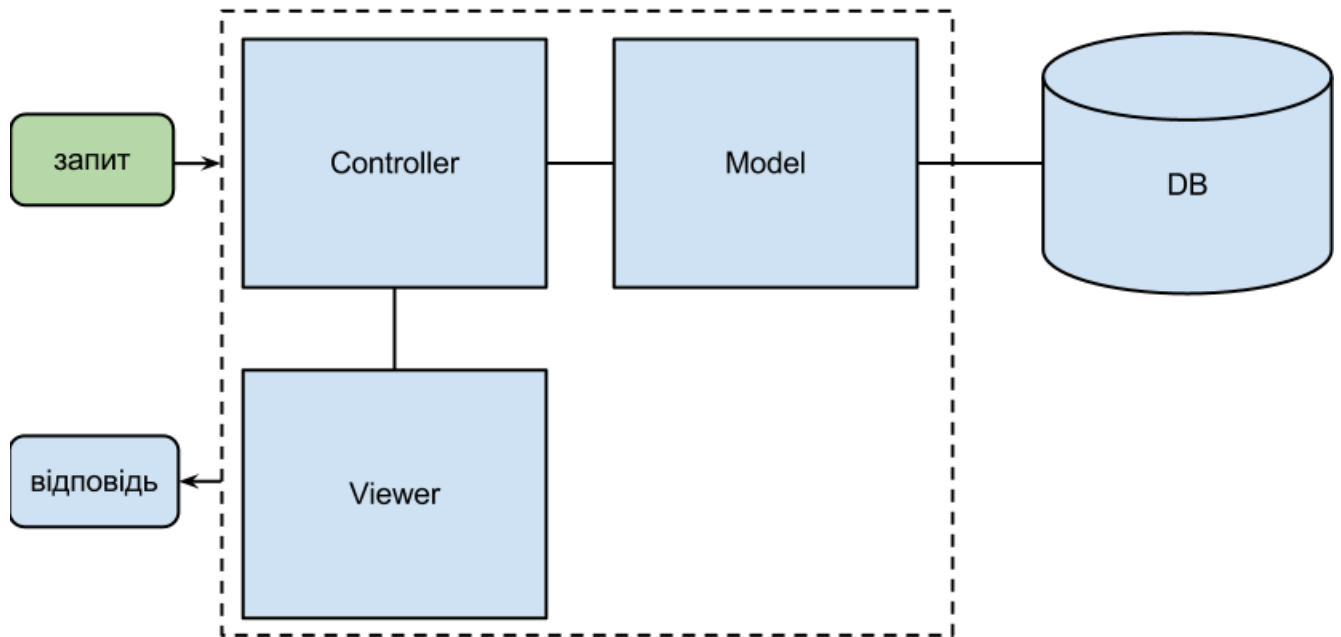 запит
Controller
Model
DB
відповідь
Viewer